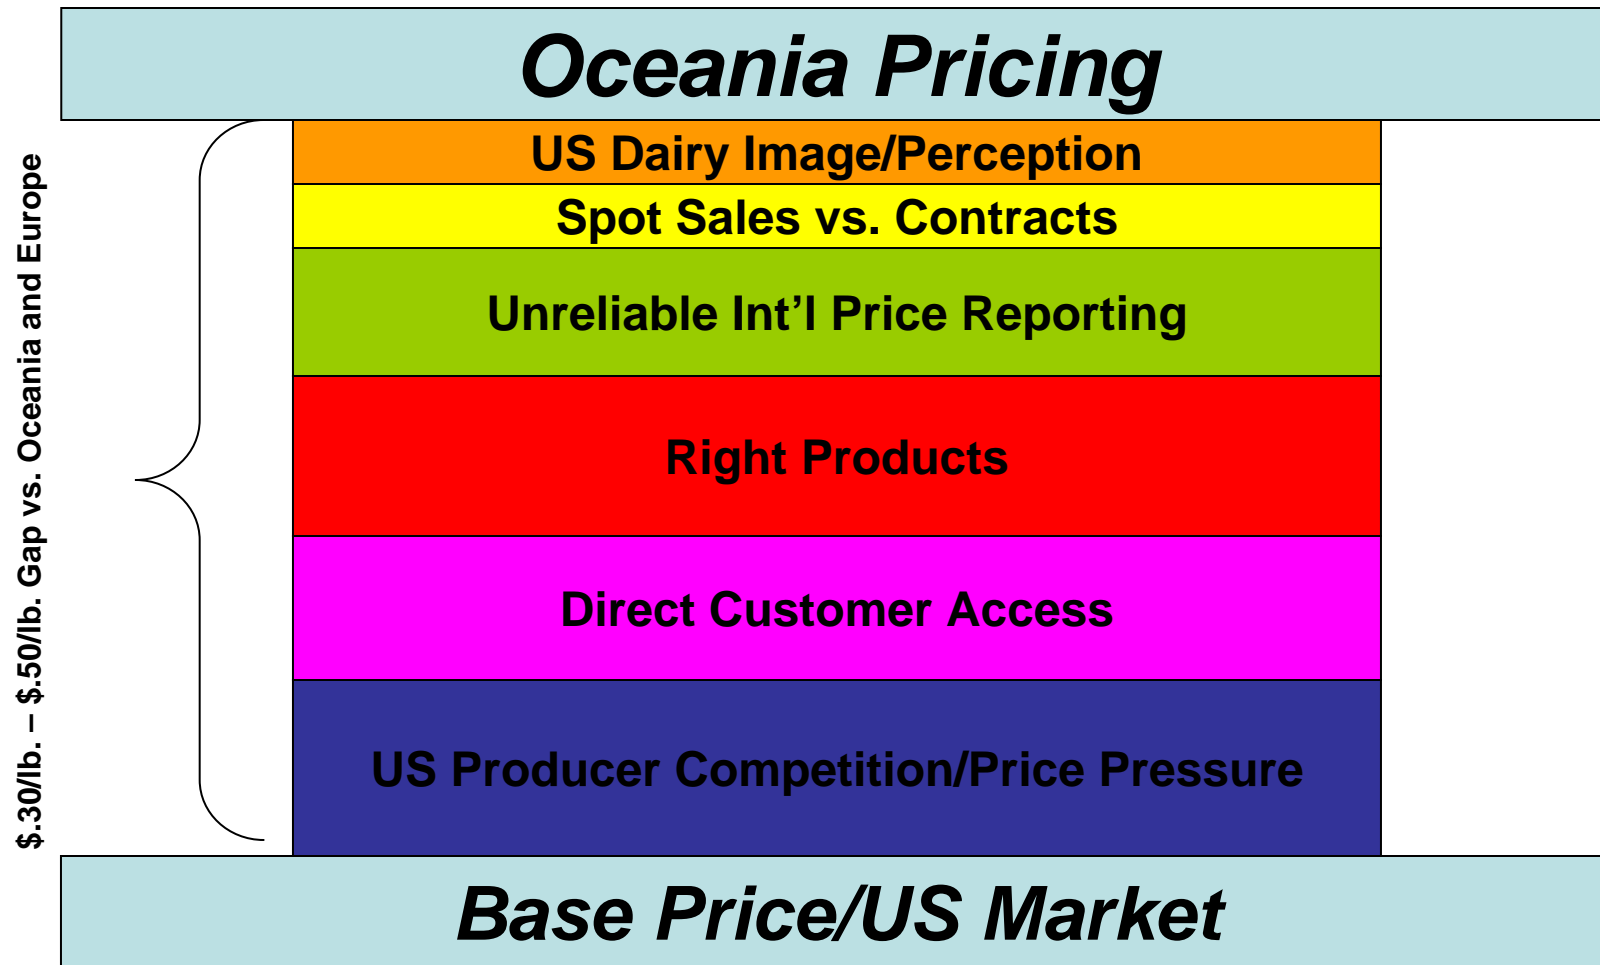 Oceania Pricing
$.30/lb. – $.50/lb. Gap vs. Oceania and Europe
US Dairy Image/Perception
Spot Sales vs. Contracts
Unreliable Int’l Price Reporting
Right Products
Direct Customer Access
US Producer Competition/Price Pressure
Base Price/US Market